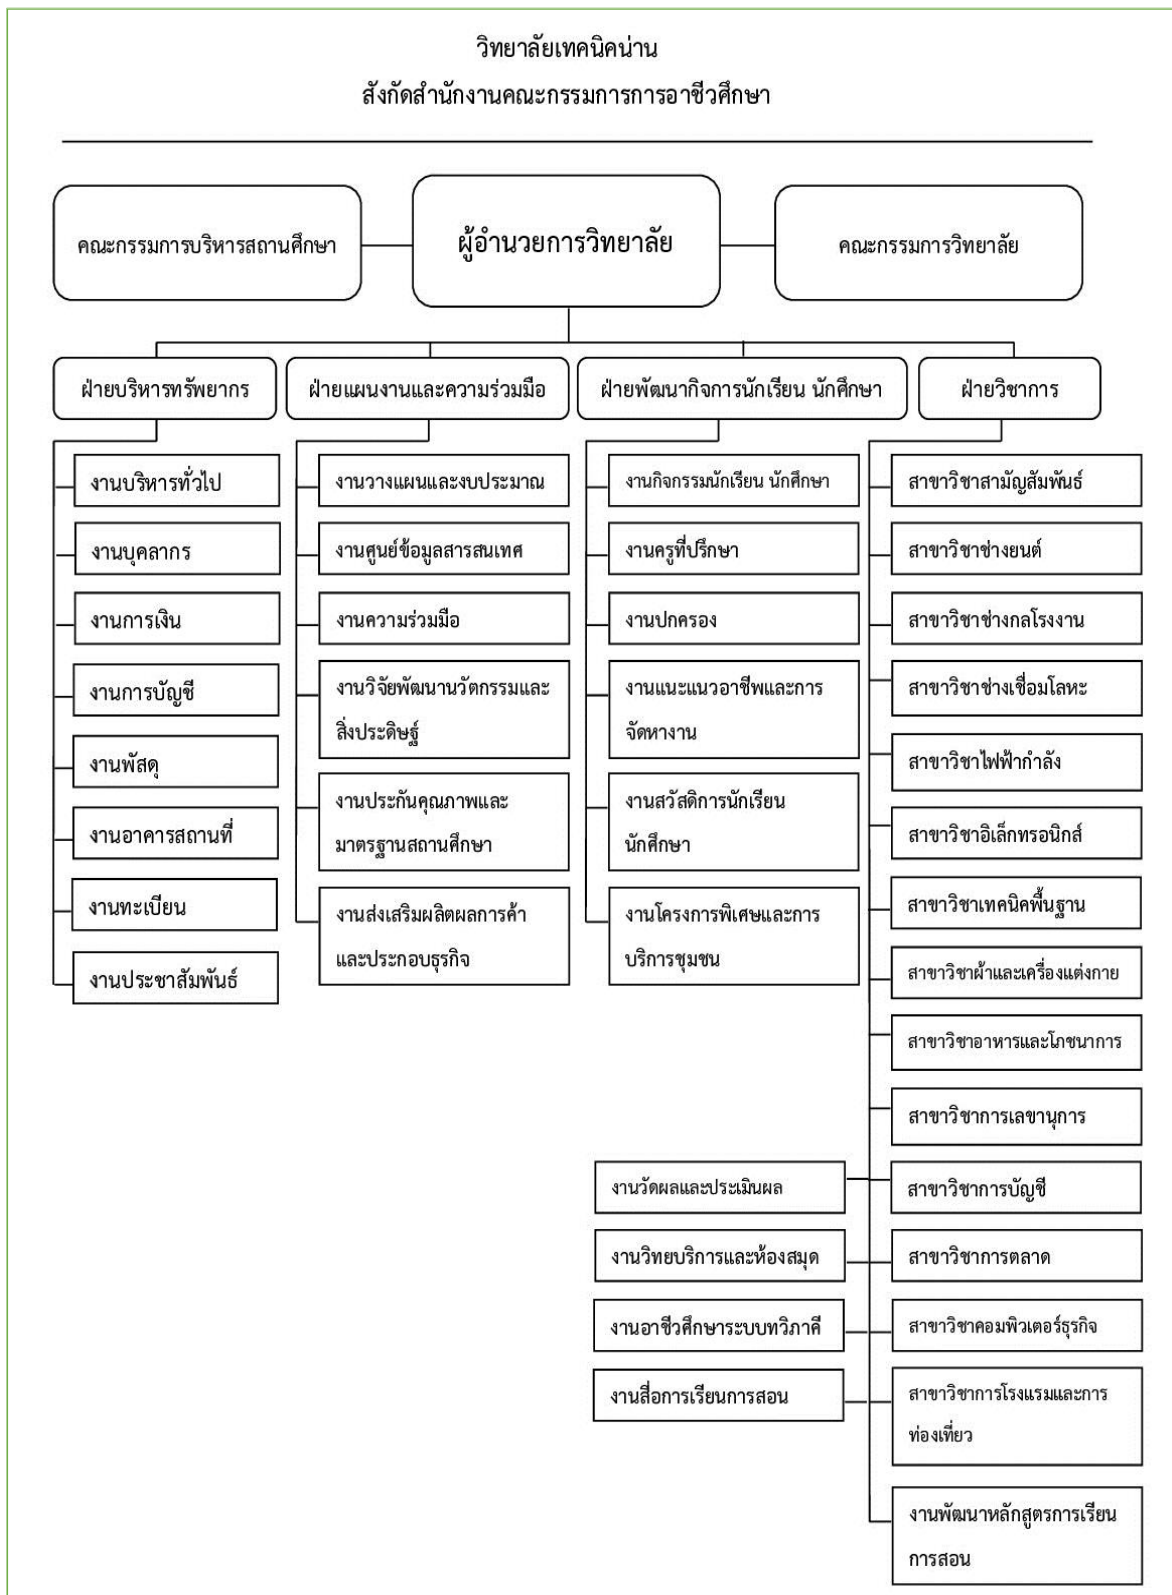 วิทยาลัยเทคนิคน่าน
สังกัดสำนักงานคณะกรรมการการอาชีวศึกษา
คณะกรรมการบริหารสถานศึกษา
ผู้อำนวยการวิทยาลัย
คณะกรรมการวิทยาลัย
ฝ่ายบริหารทรัพยากร
ฝ่ายแผนงานและความร่วมมือ
ฝ่ายพัฒนากิจการนักเรียน นักศึกษา
ฝ่ายวิชาการ
งานบริหารทั่วไป
งานบุคลากร
งานการเงิน
งานการบัญชี
งานพัสดุ
งานอาคารสถานที่
งานทะเบียน
งานประชาสัมพันธ์
งานวางแผนและงบประมาณ
งานศูนย์ข้อมูลสารสนเทศ
งานความร่วมมือ
งานวิจัยพัฒนานวัตกรรมและ
สิ่งประดิษฐ์
งานประกันคุณภาพและ
มาตรฐานสถานศึกษา
งานส่งเสริมผลิตผลการค้า
และประกอบธุรกิจ
งานกิจกรรมนักเรียน นักศึกษา
งานครูที่ปรึกษา
งานปกครอง
งานแนะแนวอาชีพและการ
จัดหางาน
งานสวัสดิการนักเรียน
นักศึกษา
งานโครงการพิเศษและการ
บริการชุมชน
สาขาวิชาสามัญสัมพันธ์
สาขาวิชาช่างยนต์
สาขาวิชาช่างกลโรงงาน
สาขาวิชาช่างเชื่อมโลหะ
สาขาวิชาไฟฟ้ากำลัง
สาขาวิชาอิเล็กทรอนิกส์
สาขาวิชาเทคนิคพื้นฐาน
สาขาวิชาผ้าและเครื่องแต่งกาย
สาขาวิชาอาหารและโภชนาการ
สาขาวิชาการเลขานุการ
งานวัดผลและประเมินผล
สาขาวิชาการบัญชี
งานวิทยบริการและห้องสมุด
สาขาวิชาการตลาด
งานอาชีวศึกษาระบบทวิภาคี
สาขาวิชาคอมพิวเตอร์ธุรกิจ
งานสื่อการเรียนการสอน
สาขาวิชาการโรงแรมและการ
ท่องเที่ยว
งานพัฒนาหลักสูตรการเรียน
การสอน